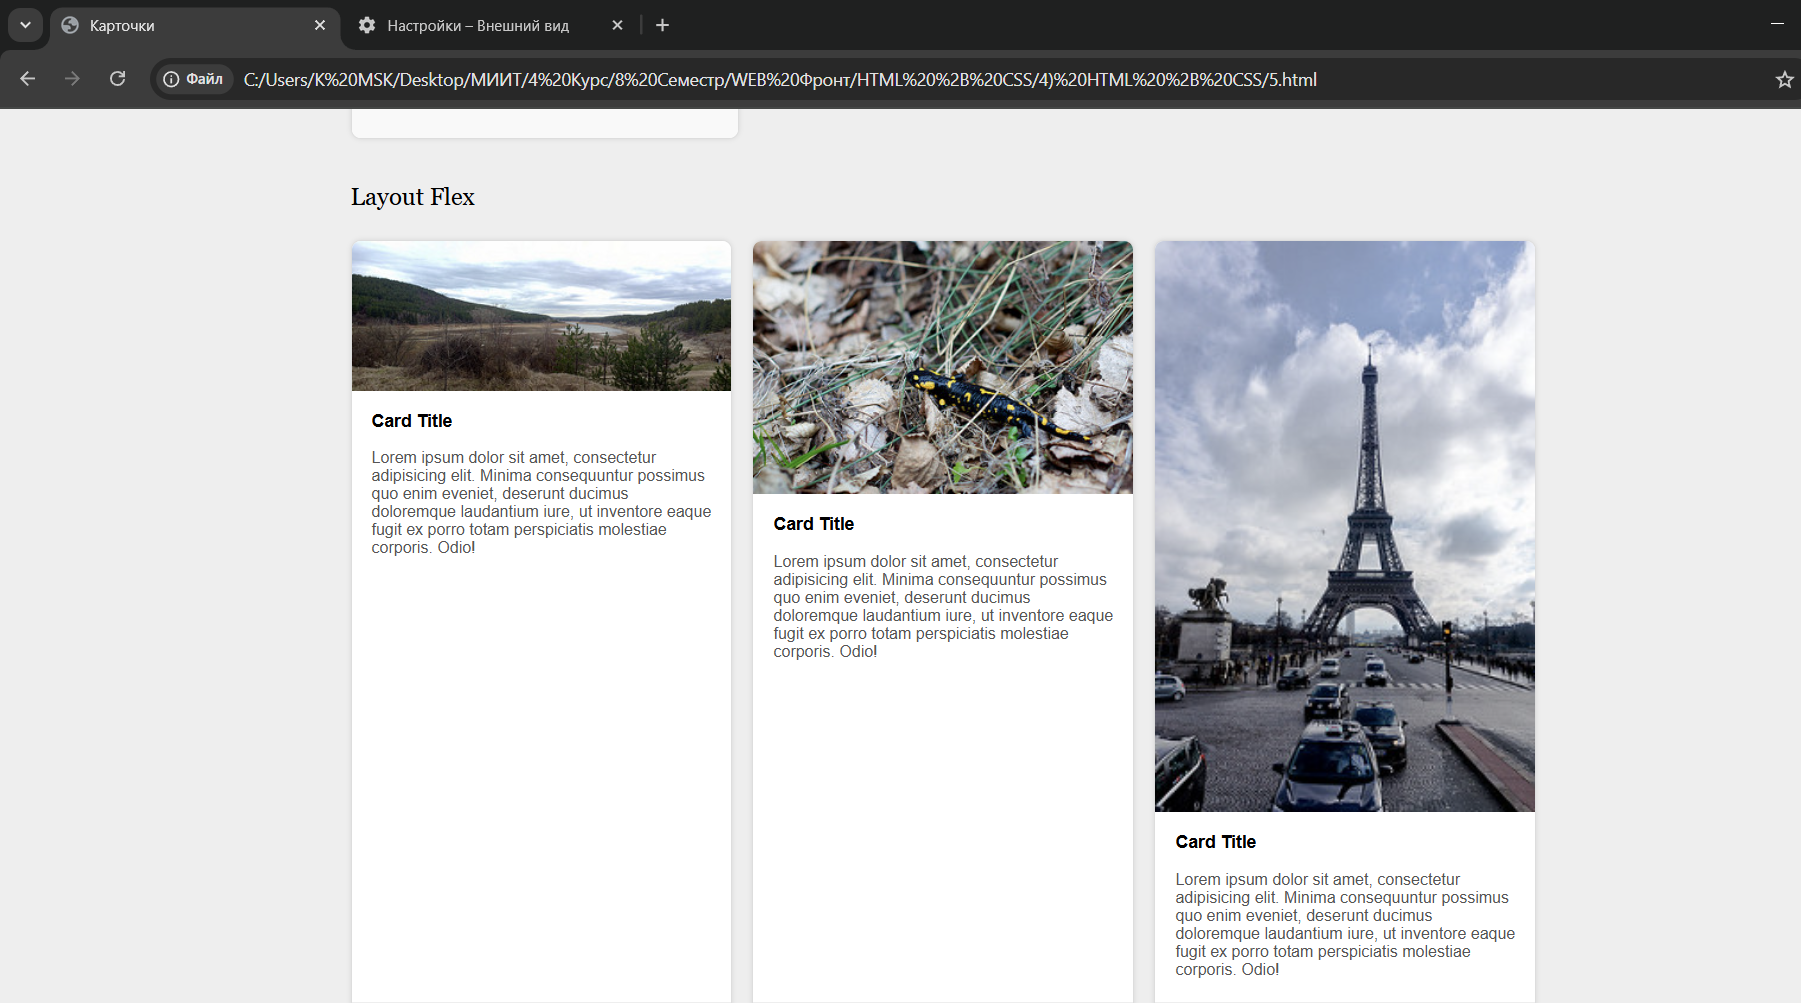 Карточки
Настройки – Внешний вид
Файл
C:/Users/K%20MSK/Desktop/МИИТ/4%20Курс/8%20Семестр/WEB%20Фронт/HTML%20%2B%20CSS/4)%20HTML%20%2B%20CSS/5.html
Layout Flex
Card Title
Lorem ipsum dolor sit amet, consectetur
adipisicing elit. Minima consequuntur possimus
quo enim eveniet, deserunt ducimus
doloremque laudantium iure, ut inventore eaque
fugit ex porro totam perspiciatis molestiae
corporis. Odio!
Card Title
Lorem ipsum dolor sit amet, consectetur
adipisicing elit. Minima consequuntur possimus
quo enim eveniet, deserunt ducimus
doloremque laudantium iure, ut inventore eaque
fugit ex porro totam perspiciatis molestiae
corporis. Odio!
Card Title
Lorem ipsum dolor sit amet, consectetur
adipisicing elit. Minima consequuntur possimus
quo enim eveniet, deserunt ducimus
doloremque laudantium iure, ut inventore eaque
fugit ex porro totam perspiciatis molestiae
corporis. Odio!